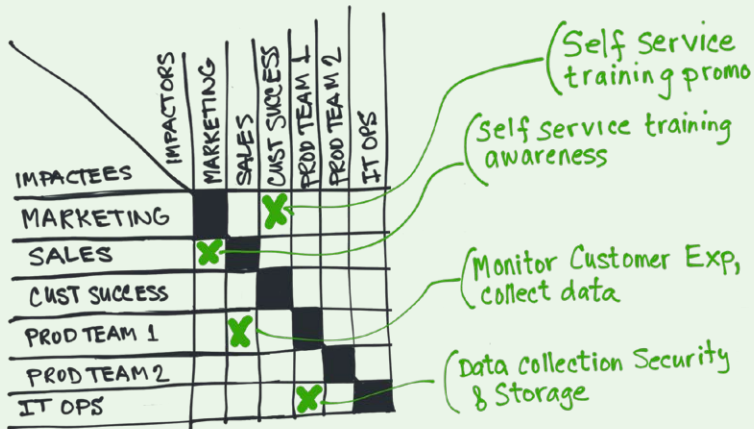 IMPACTORS
MARKETING
SALES
CUST SUCCESS
PROD TEAM 1
PROD TEAM 2
IT OPS
IMPACTEES
MARKETING
SALES
CUST SUCCESS
PROD TEAM 1
PROD TEAM 2
IT OPS
Self Service
training promo
Self service training
awareness
Monitor Customer Exp,
collect data
Data collection Security
& Storage